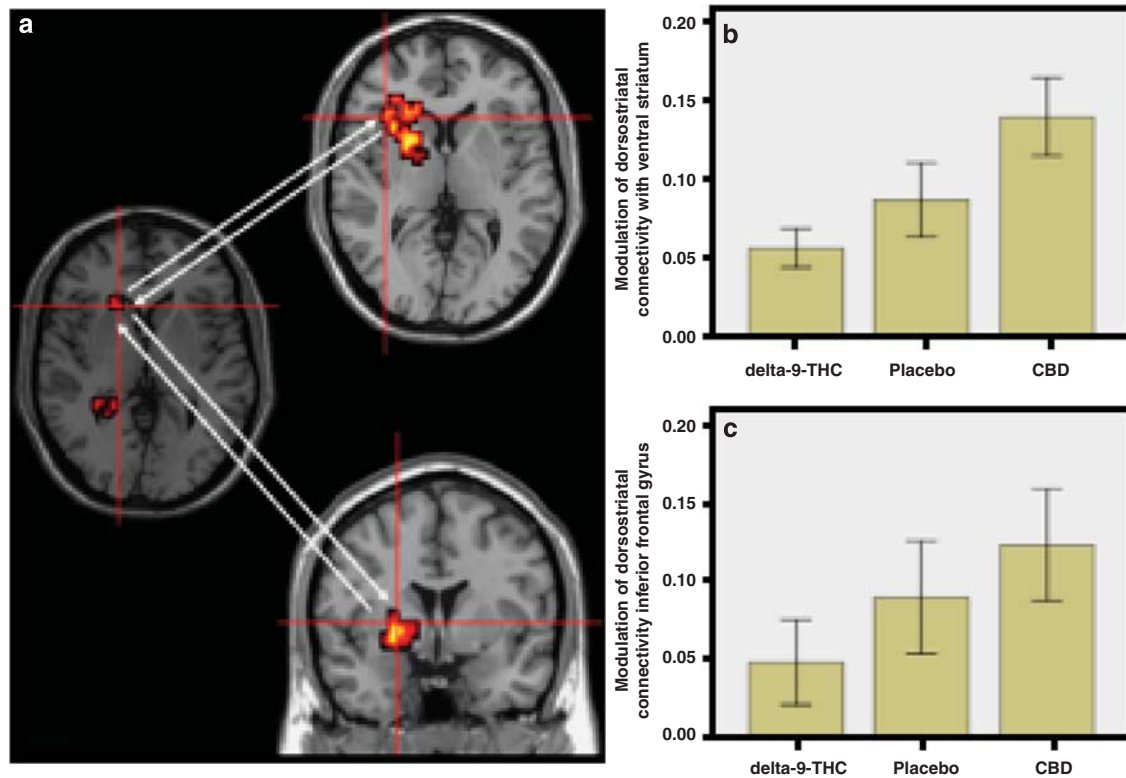 a
b
Modulation of dorsostriatal
connectivity with ventral striatum
0.20
0.15
0.10
0.05
0.00
delta-9-THC Placebo CBD
c
Modulation of dorsostriatal
connectivity inferior frontal gyrus
0.20
0.15
0.10
0.05
0.00
delta-9-THC Placebo CBD